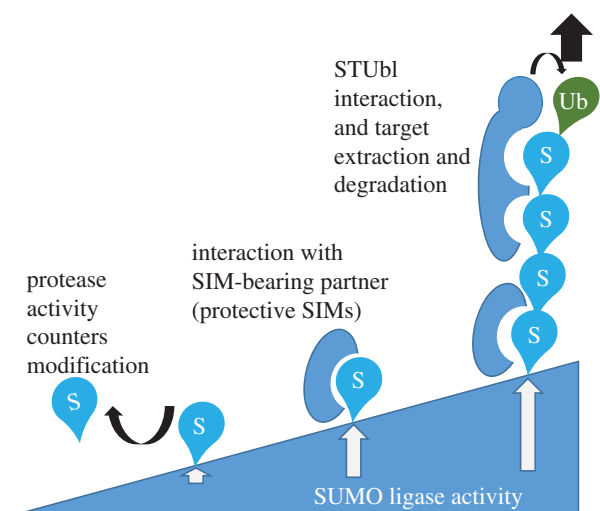 STUbl
interaction,
and target
extraction and
degradation
Ub
S
S
S
S
interaction with
SIM-bearing partner
(protective SIMs)
S
protease
activity
counters
modification
S
S
SUMO ligase activity